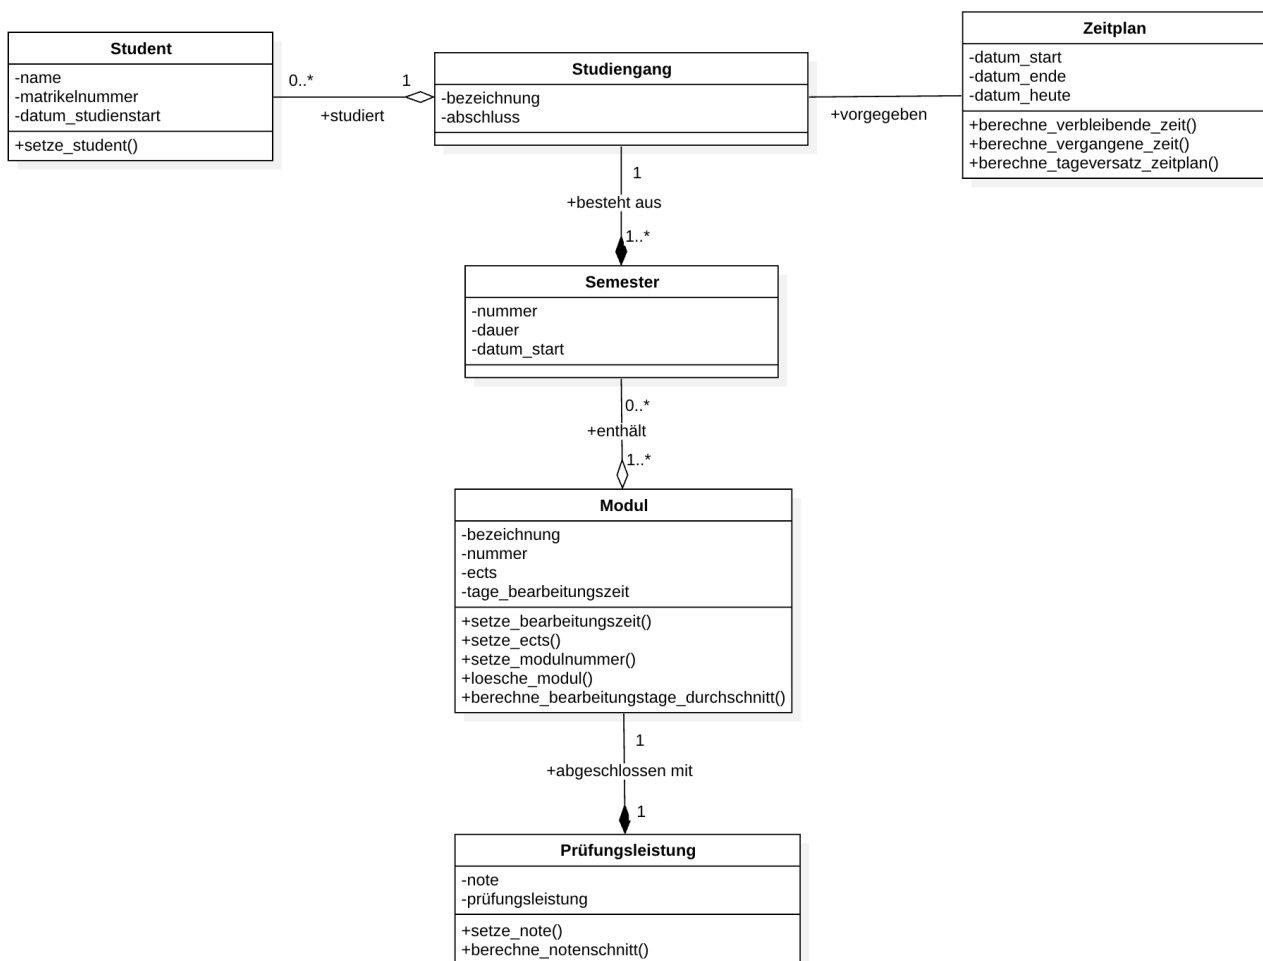 Student
-name
-matrikelnummer
-datum_studienstart
+setze_student()
0..*
1
+studiert
Studiengang
-bezeichnung
-abschluss
+vorgegeben
Zeitplan
-datum_start
-datum_ende
-datum_heute
+berechne_verbleibende_zeit()
+berechne_vergangene_zeit()
+berechne_tageversatz_zeitplan()
1
+besteht aus
1..*
Semester
-nummer
-dauer
-datum_start
0..*
+enthält
1..*
Modul
-bezeichnung
-nummer
-ects
-tage_bearbeitungszeit
+setze_bearbeitungszeit()
+setze_ects()
+setze_modulnummer()
+loesche_modul()
+berechne_bearbeitungstage_durchschnitt()
1
+abgeschlossen mit
1
Prüfungsleistung
-note
-prüfungsleistung
+setze_note()
+berechne_notenschnitt()